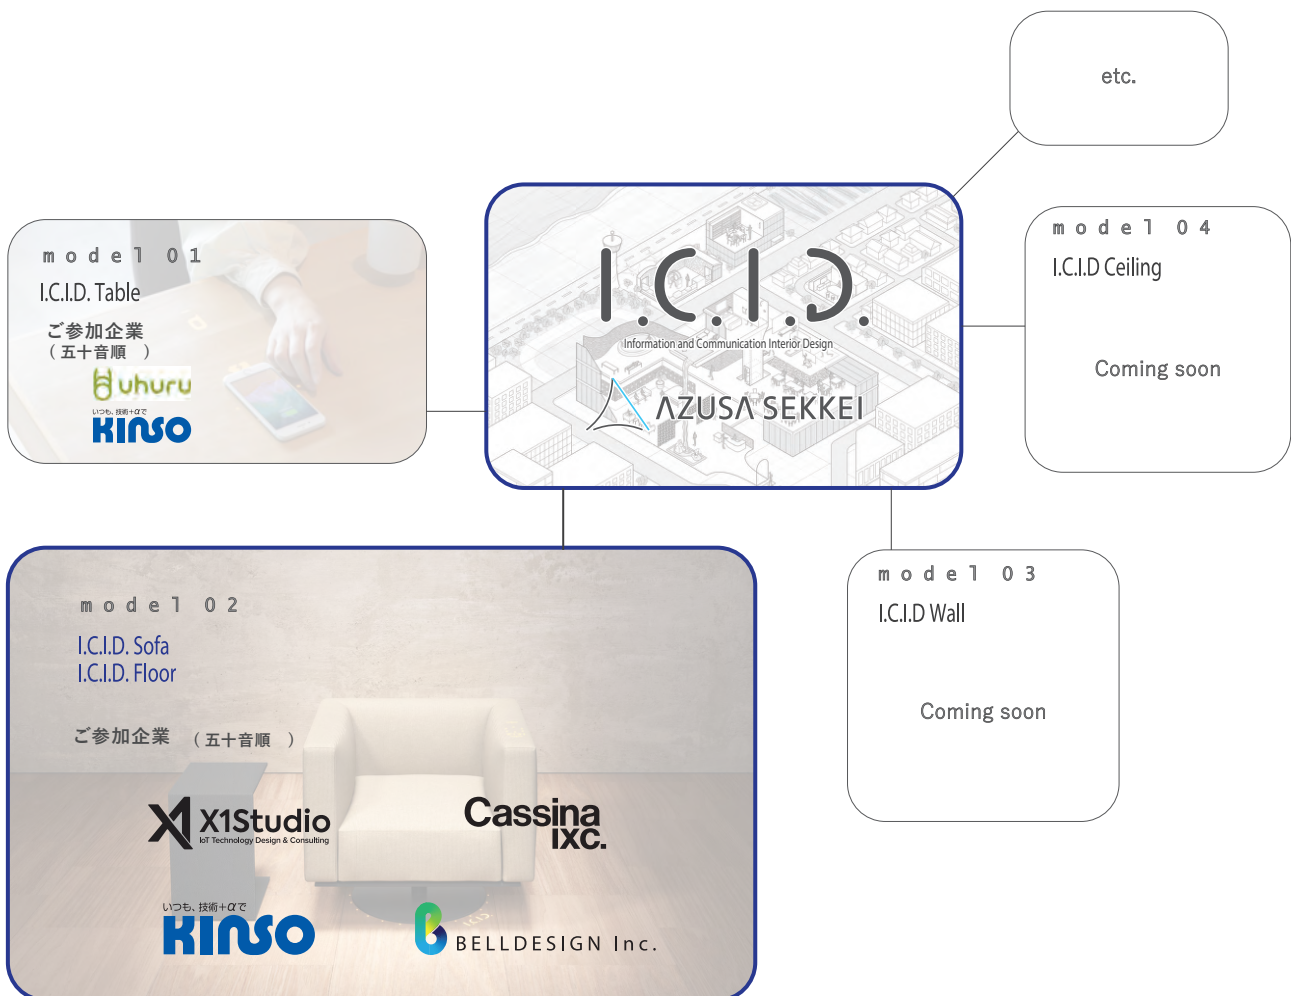 etc.
model 01
I.C.I.D. Table
ご参加企業
(五十音順 )
uhuru
いつも、技術+αで
KINSO
I.C.I.D.
Information and Communication Interior Design
AZUSA SEKKEI
model 04
I.C.I.D Ceiling
Coming soon
model 02
I.C.I.D. Sofa
I.C.I.D. Floor
ご参加企業 (五十音順 )
X1Studio
IoT Technology Design & Consulting
Cassina
IXC.
いつも、技術+αで
KINSO
BELLDESIGN Inc.
model 03
I.C.I.D Wall
Coming soon